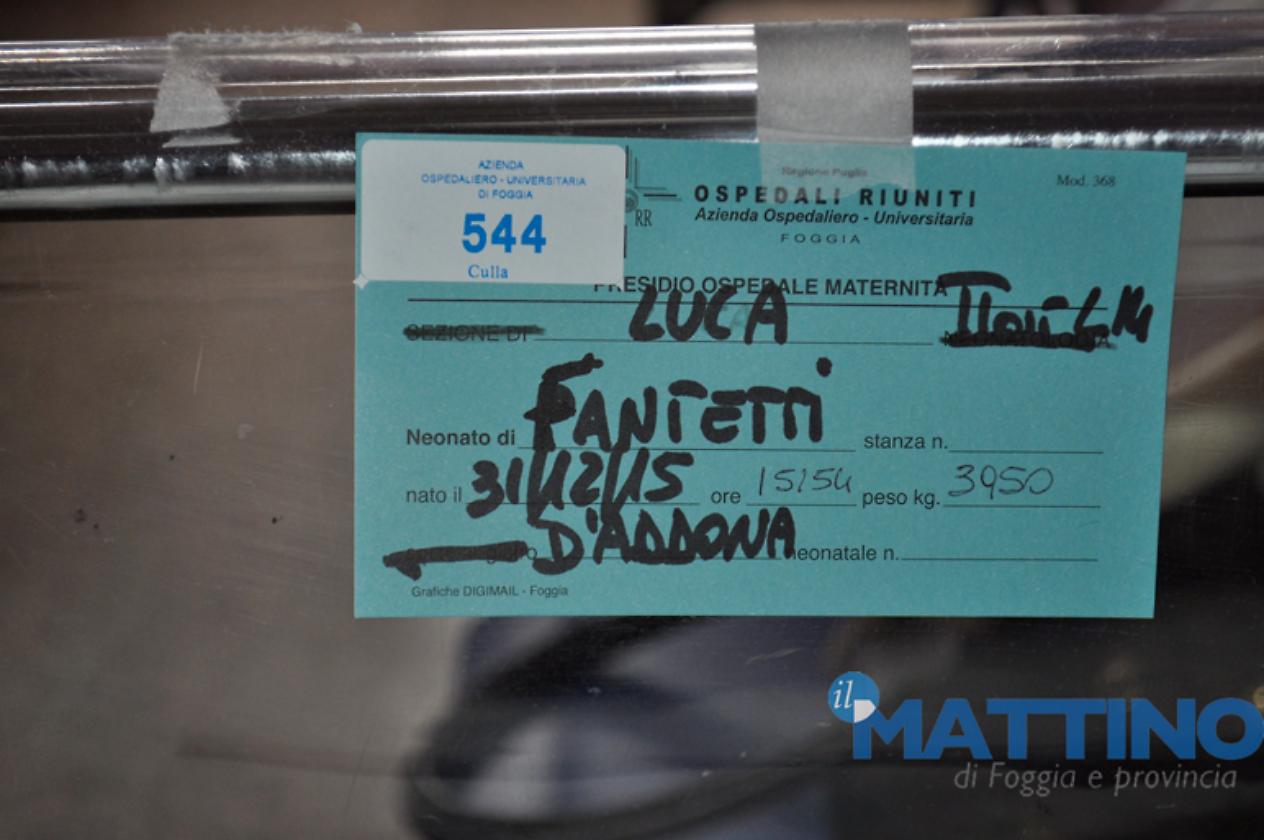 AZIENDA
OSPEDALIERO - UNIVERSITARIA
DI FOGGIA
544
Culla
RR
Regione Puglia
OSPEDALI RIUNITI
Azienda Ospedaliero - Universitaria
FOGGIA
Mod. 368
PRESIDIO OSPEDALE MATERNITÀ
SEZIONE DI LUCA
Neonato di FANTETTI stanza n.
nato il 31/12/15 ore 15:54 peso kg. 3950
D'ADDONA neonatale n.
Grafiche DIGIMAIL - Foggia
il MATTINO
di Foggia e provincia